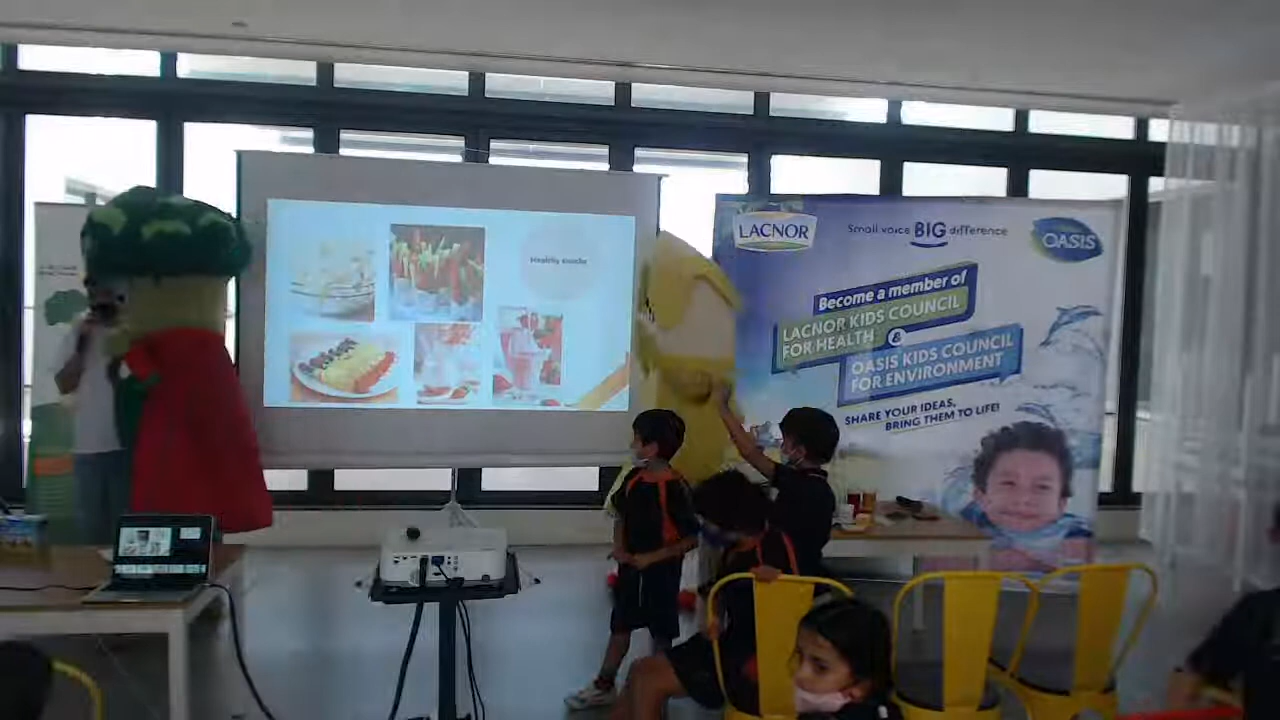 Healthy snacks
LACNOR
Small voice BIG difference
OASIS
Become a member of
LACNOR KIDS COUNCIL
FOR HEALTH &
OASIS KIDS COUNCIL
FOR ENVIRONMENT
SHARE YOUR IDEAS,
BRING THEM TO LIFE!